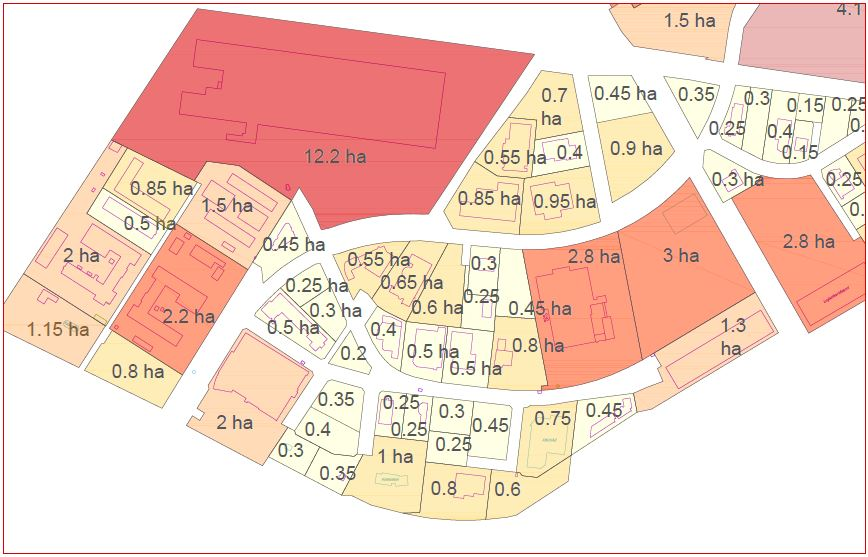 4.1
1.5 ha
0.7
ha
0.45 ha
0.35
0.3
0.15
0.25
0.25
0.4
0.15
0.55 ha
0.4
0.9 ha
12.2 ha
0.3 ha
0.25
0.85 ha
0.5 ha
1.5 ha
0.85 ha
0.95 ha
0.45 ha
2 ha
0.55 ha
0.3
2.8 ha
3 ha
2.8 ha
0.65 ha
0.25 ha
0.3 ha
0.6 ha
0.25
0.45 ha
1.15 ha
2.2 ha
0.5 ha
0.4
0.2
0.5 ha
0.5 ha
0.8 ha
1.3
ha
0.8 ha
2 ha
0.35
0.4
0.25
0.25
0.3
0.25
0.45
0.75
0.45
0.3
0.35
1 ha
0.8
0.6